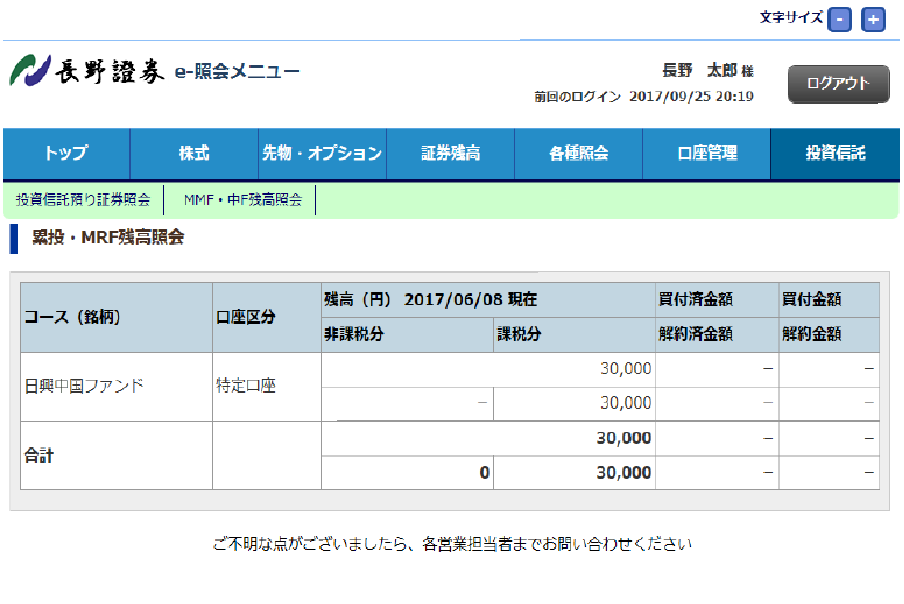 文字サイズ - +
長野證券 e-照会メニュー
長野 太郎 様
前回のログイン 2017/09/25 20:19
ログアウト
トップ 株式 先物・オプション 証券残高 各種照会 口座管理 投資信託
投資信託預り証券照会 MMF・中F残高照会
累投・MRF残高照会
コース（銘柄） 口座区分 残高（円） 2017/06/08 現在 買付済金額 買付金額
非課税分 課税分 解約済金額 解約金額
日興中国ファンド 特定口座 30,000 － －
－ 30,000 － －
合計 30,000 － －
0 30,000 － －
ご不明な点がございましたら、各営業担当者までお問い合わせください